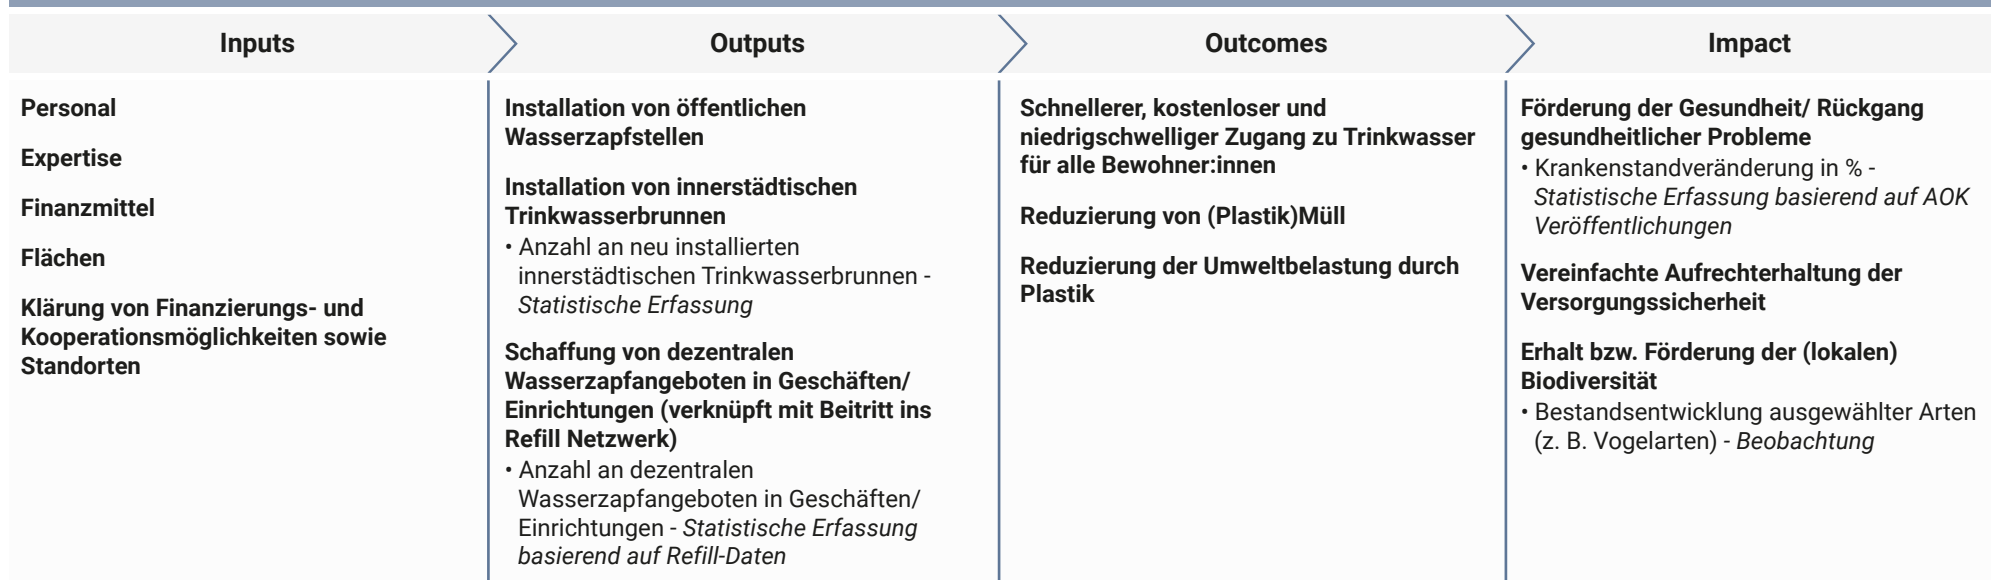 Inputs
Outputs
Outcomes
Impact
Personal
Expertise
Finanzmittel
Flächen
Klärung von Finanzierungs- und
Kooperationsmöglichkeiten sowie
Standorten
Installation von öffentlichen
Wasserzapfstellen
Installation von innerstädtischen
Trinkwasserbrunnen
• Anzahl an neu installierten
innerstädtischen Trinkwasserbrunnen -
Statistische Erfassung
Schaffung von dezentralen
Wasserzapfangeboten in Geschäften/
Einrichtungen (verknüpft mit Beitritt ins
Refill Netzwerk)
• Anzahl an dezentralen
Wasserzapfangeboten in Geschäften/
Einrichtungen - Statistische Erfassung
basierend auf Refill-Daten
Schnellerer, kostenloser und
niedrigschwelliger Zugang zu Trinkwasser
für alle Bewohner:innen
Reduzierung von (Plastik)Müll
Reduzierung der Umweltbelastung durch
Plastik
Förderung der Gesundheit/ Rückgang
gesundheitlicher Probleme
• Krankenstandveränderung in % -
Statistische Erfassung basierend auf AOK
Veröffentlichungen
Vereinfachte Aufrechterhaltung der
Versorgungssicherheit
Erhalt bzw. Förderung der (lokalen)
Biodiversität
• Bestandsentwicklung ausgewählter Arten
(z. B. Vogelarten) - Beobachtung